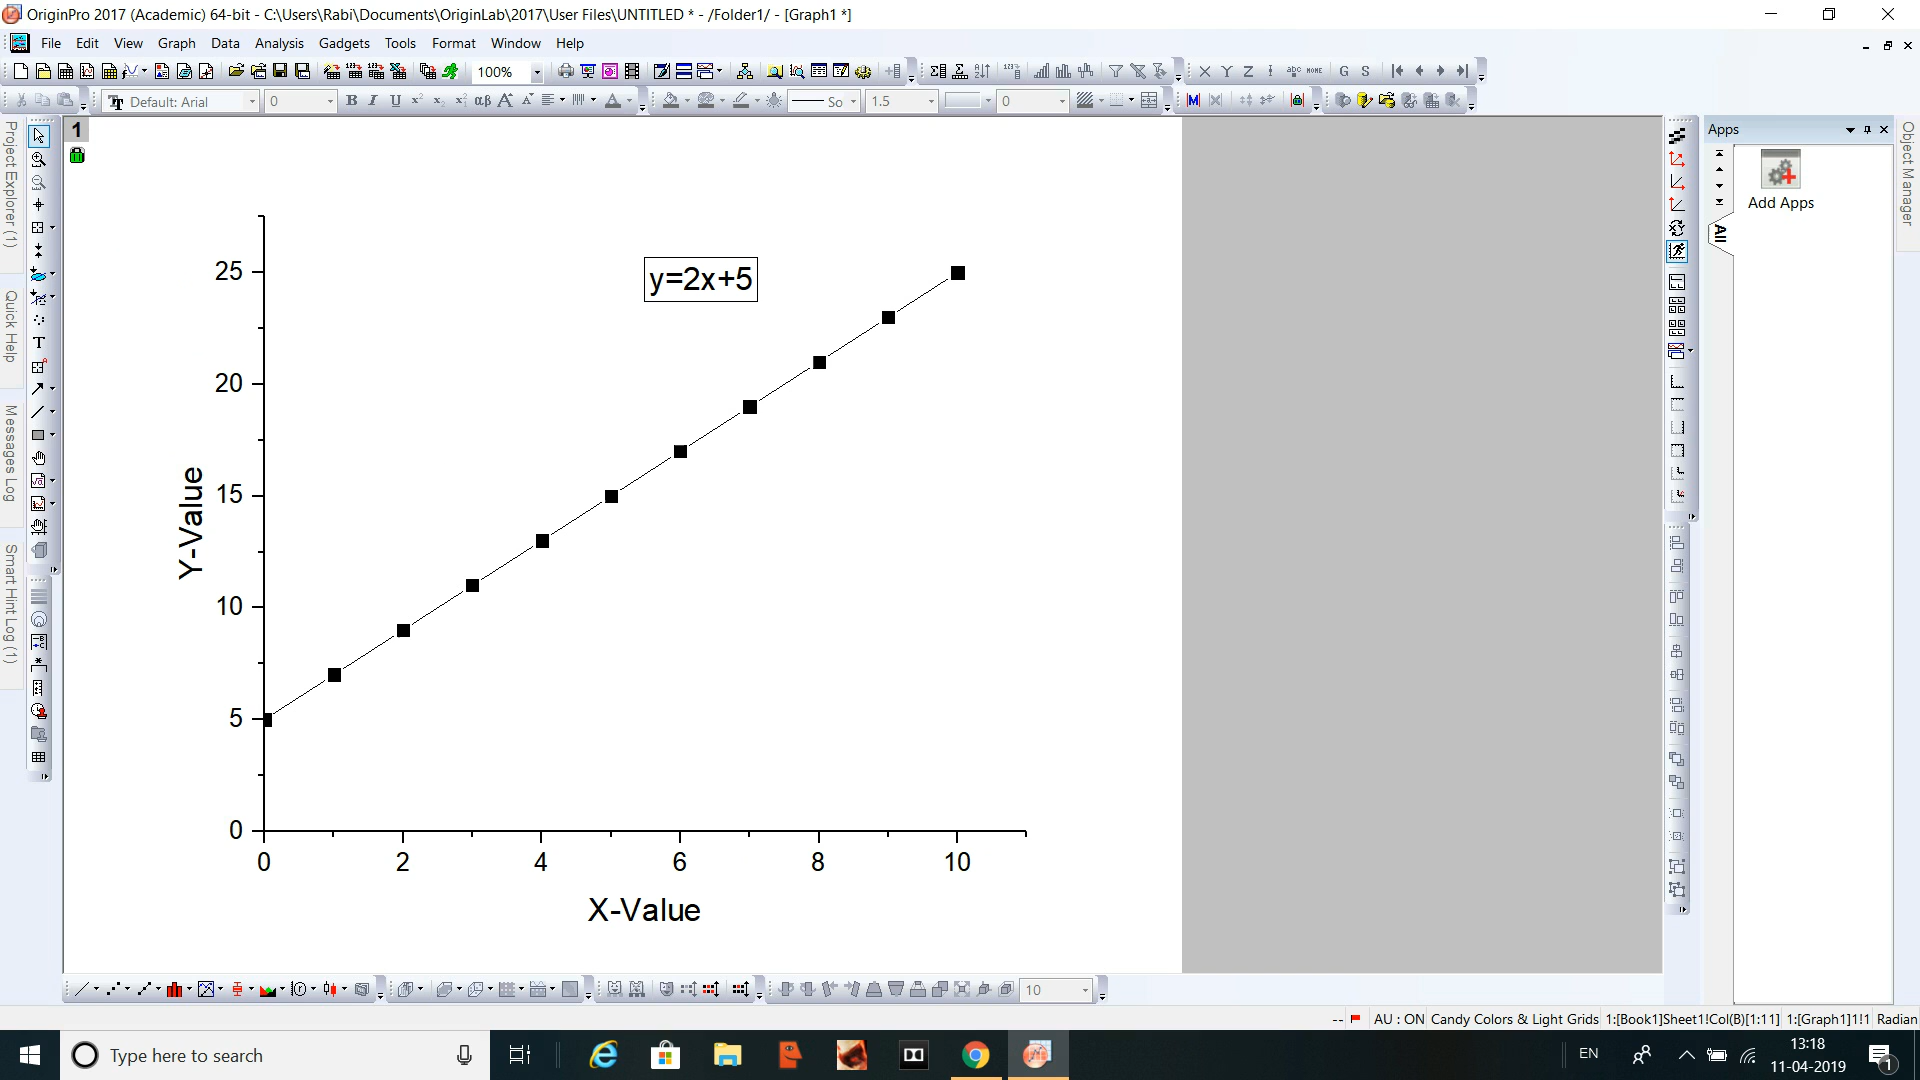 OriginPro 2017 (Academic) 64-bit - C:\Users\Rabi\Documents\OriginLab\2017\User Files\UNTITLED * - /Folder1/ - [Graph1 *]
File Edit View Graph Data Analysis Gadgets Tools Format Window Help
100%
X Y Z G S
Default: Arial 0 B I U αβ A A A So 1.5 0 M
Project Explorer (1)
Quick Help
Messages Log
Smart Hint Log (1)
1
T
y=2x+5
25
20
15
10
5
0
Y-Value
0 2 4 6 8 10
X-Value
Apps
Add Apps
All
Object Manager
10
-- AU : ON Candy Colors & Light Grids 1:[Book1]Sheet1!Col(B)[1:11] 1:[Graph1]1!1 Radian
Type here to search
EN
13:18
11-04-2019
1